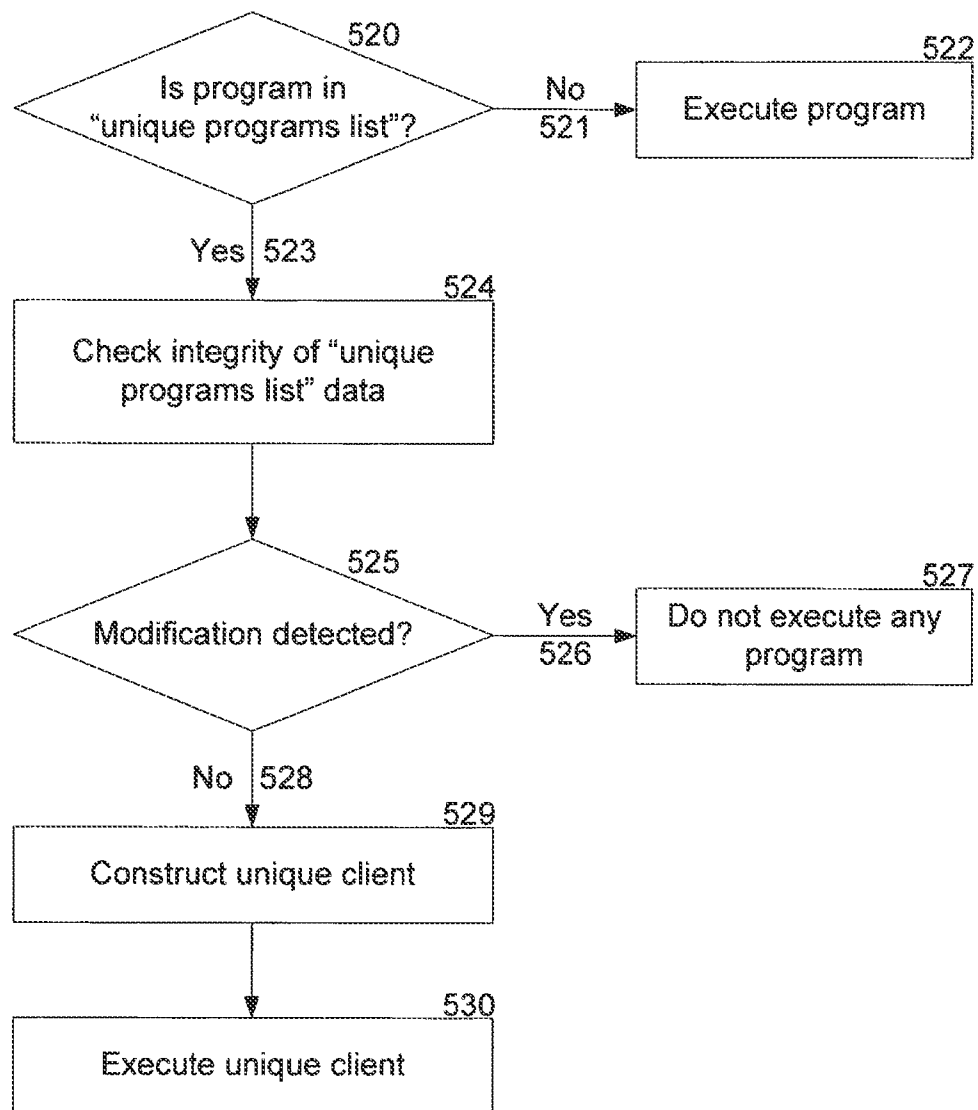 520
Is program in
“unique programs list”?
No
521
522
Execute program
Yes 523
524
Check integrity of “unique
programs list” data
525
Modification detected?
Yes
526
527
Do not execute any
program
No 528
529
Construct unique client
530
Execute unique client